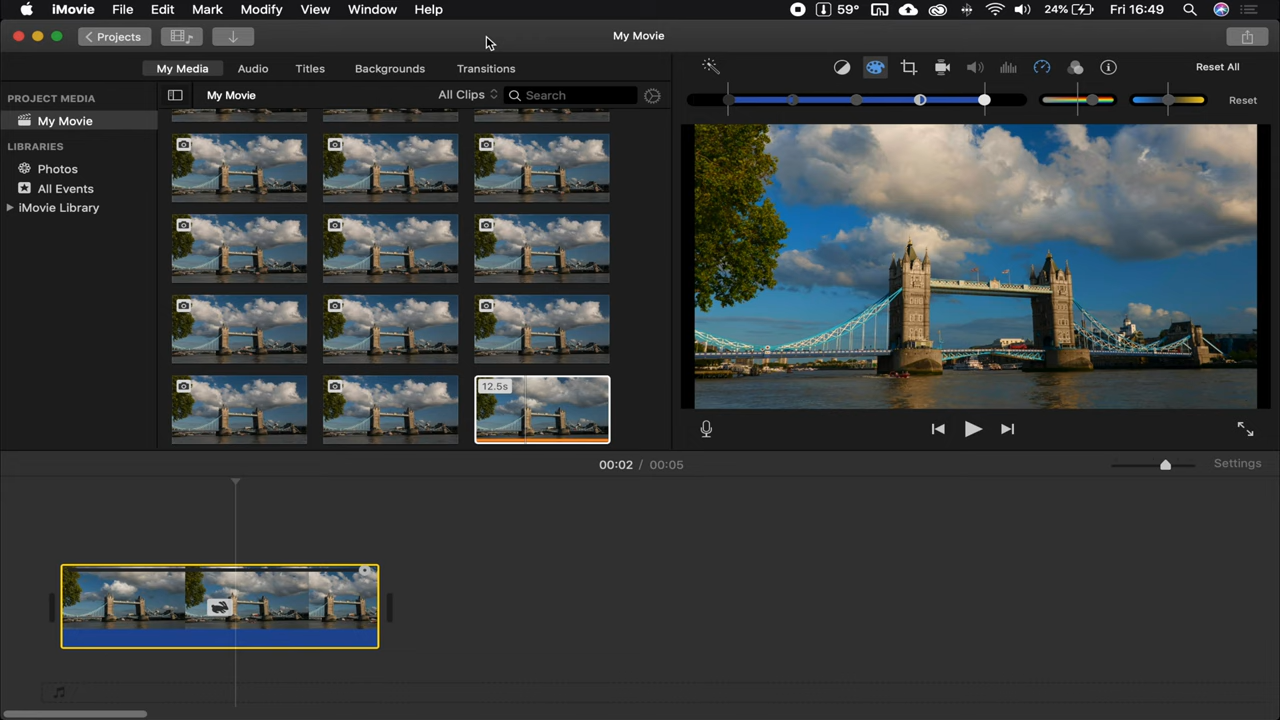 iMovie File Edit Mark Modify View Window Help 59° 24% Fri 16:49
Projects My Movie
My Media Audio Titles Backgrounds Transitions Reset All
PROJECT MEDIA My Movie All Clips Search Reset
My Movie
LIBRARIES
Photos
All Events
iMovie Library
12.5s
00:02 / 00:05 Settings